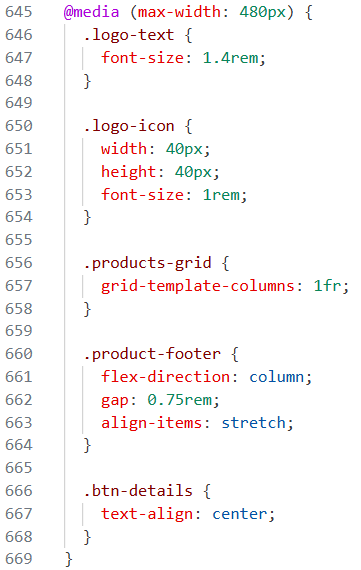 645 @media (max-width: 480px) {
646   .logo-text {
647     font-size: 1.4rem;
648   }
649
650   .logo-icon {
651     width: 40px;
652     height: 40px;
653     font-size: 1rem;
654   }
655
656   .products-grid {
657     grid-template-columns: 1fr;
658   }
659
660   .product-footer {
661     flex-direction: column;
662     gap: 0.75rem;
663     align-items: stretch;
664   }
665
666   .btn-details {
667     text-align: center;
668   }
669 }